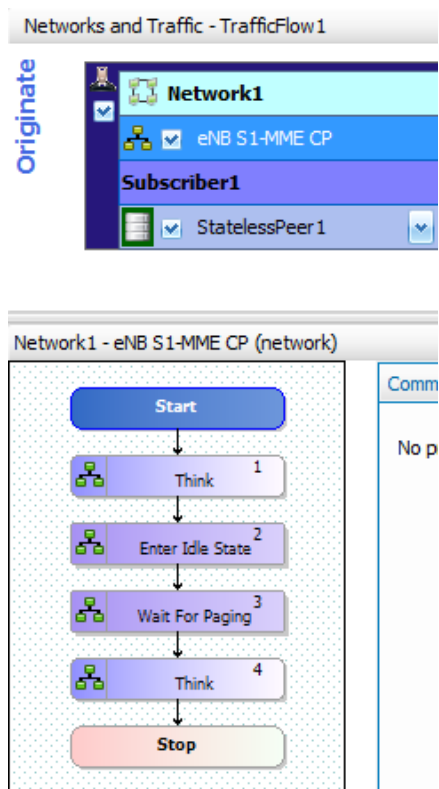 Networks and Traffic - TrafficFlow1
Originate
Network1
eNB S1-MME CP
Subscriber1
StatelessPeer1
Network1 - eNB S1-MME CP (network)
Start
Think 1
Enter Idle State 2
Wait For Paging 3
Think 4
Stop
Comm
No p